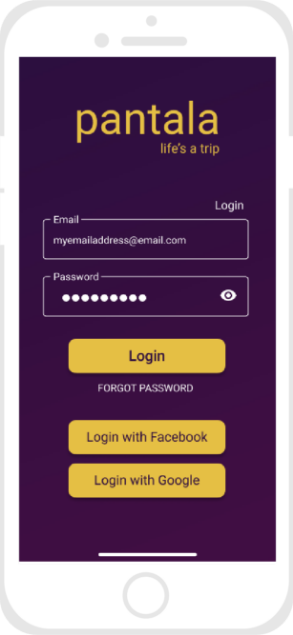 pantala
life's a trip
Login
Email
myemailaddress@email.com
Password
●●●●●●●●●
Login
FORGOT PASSWORD
Login with Facebook
Login with Google